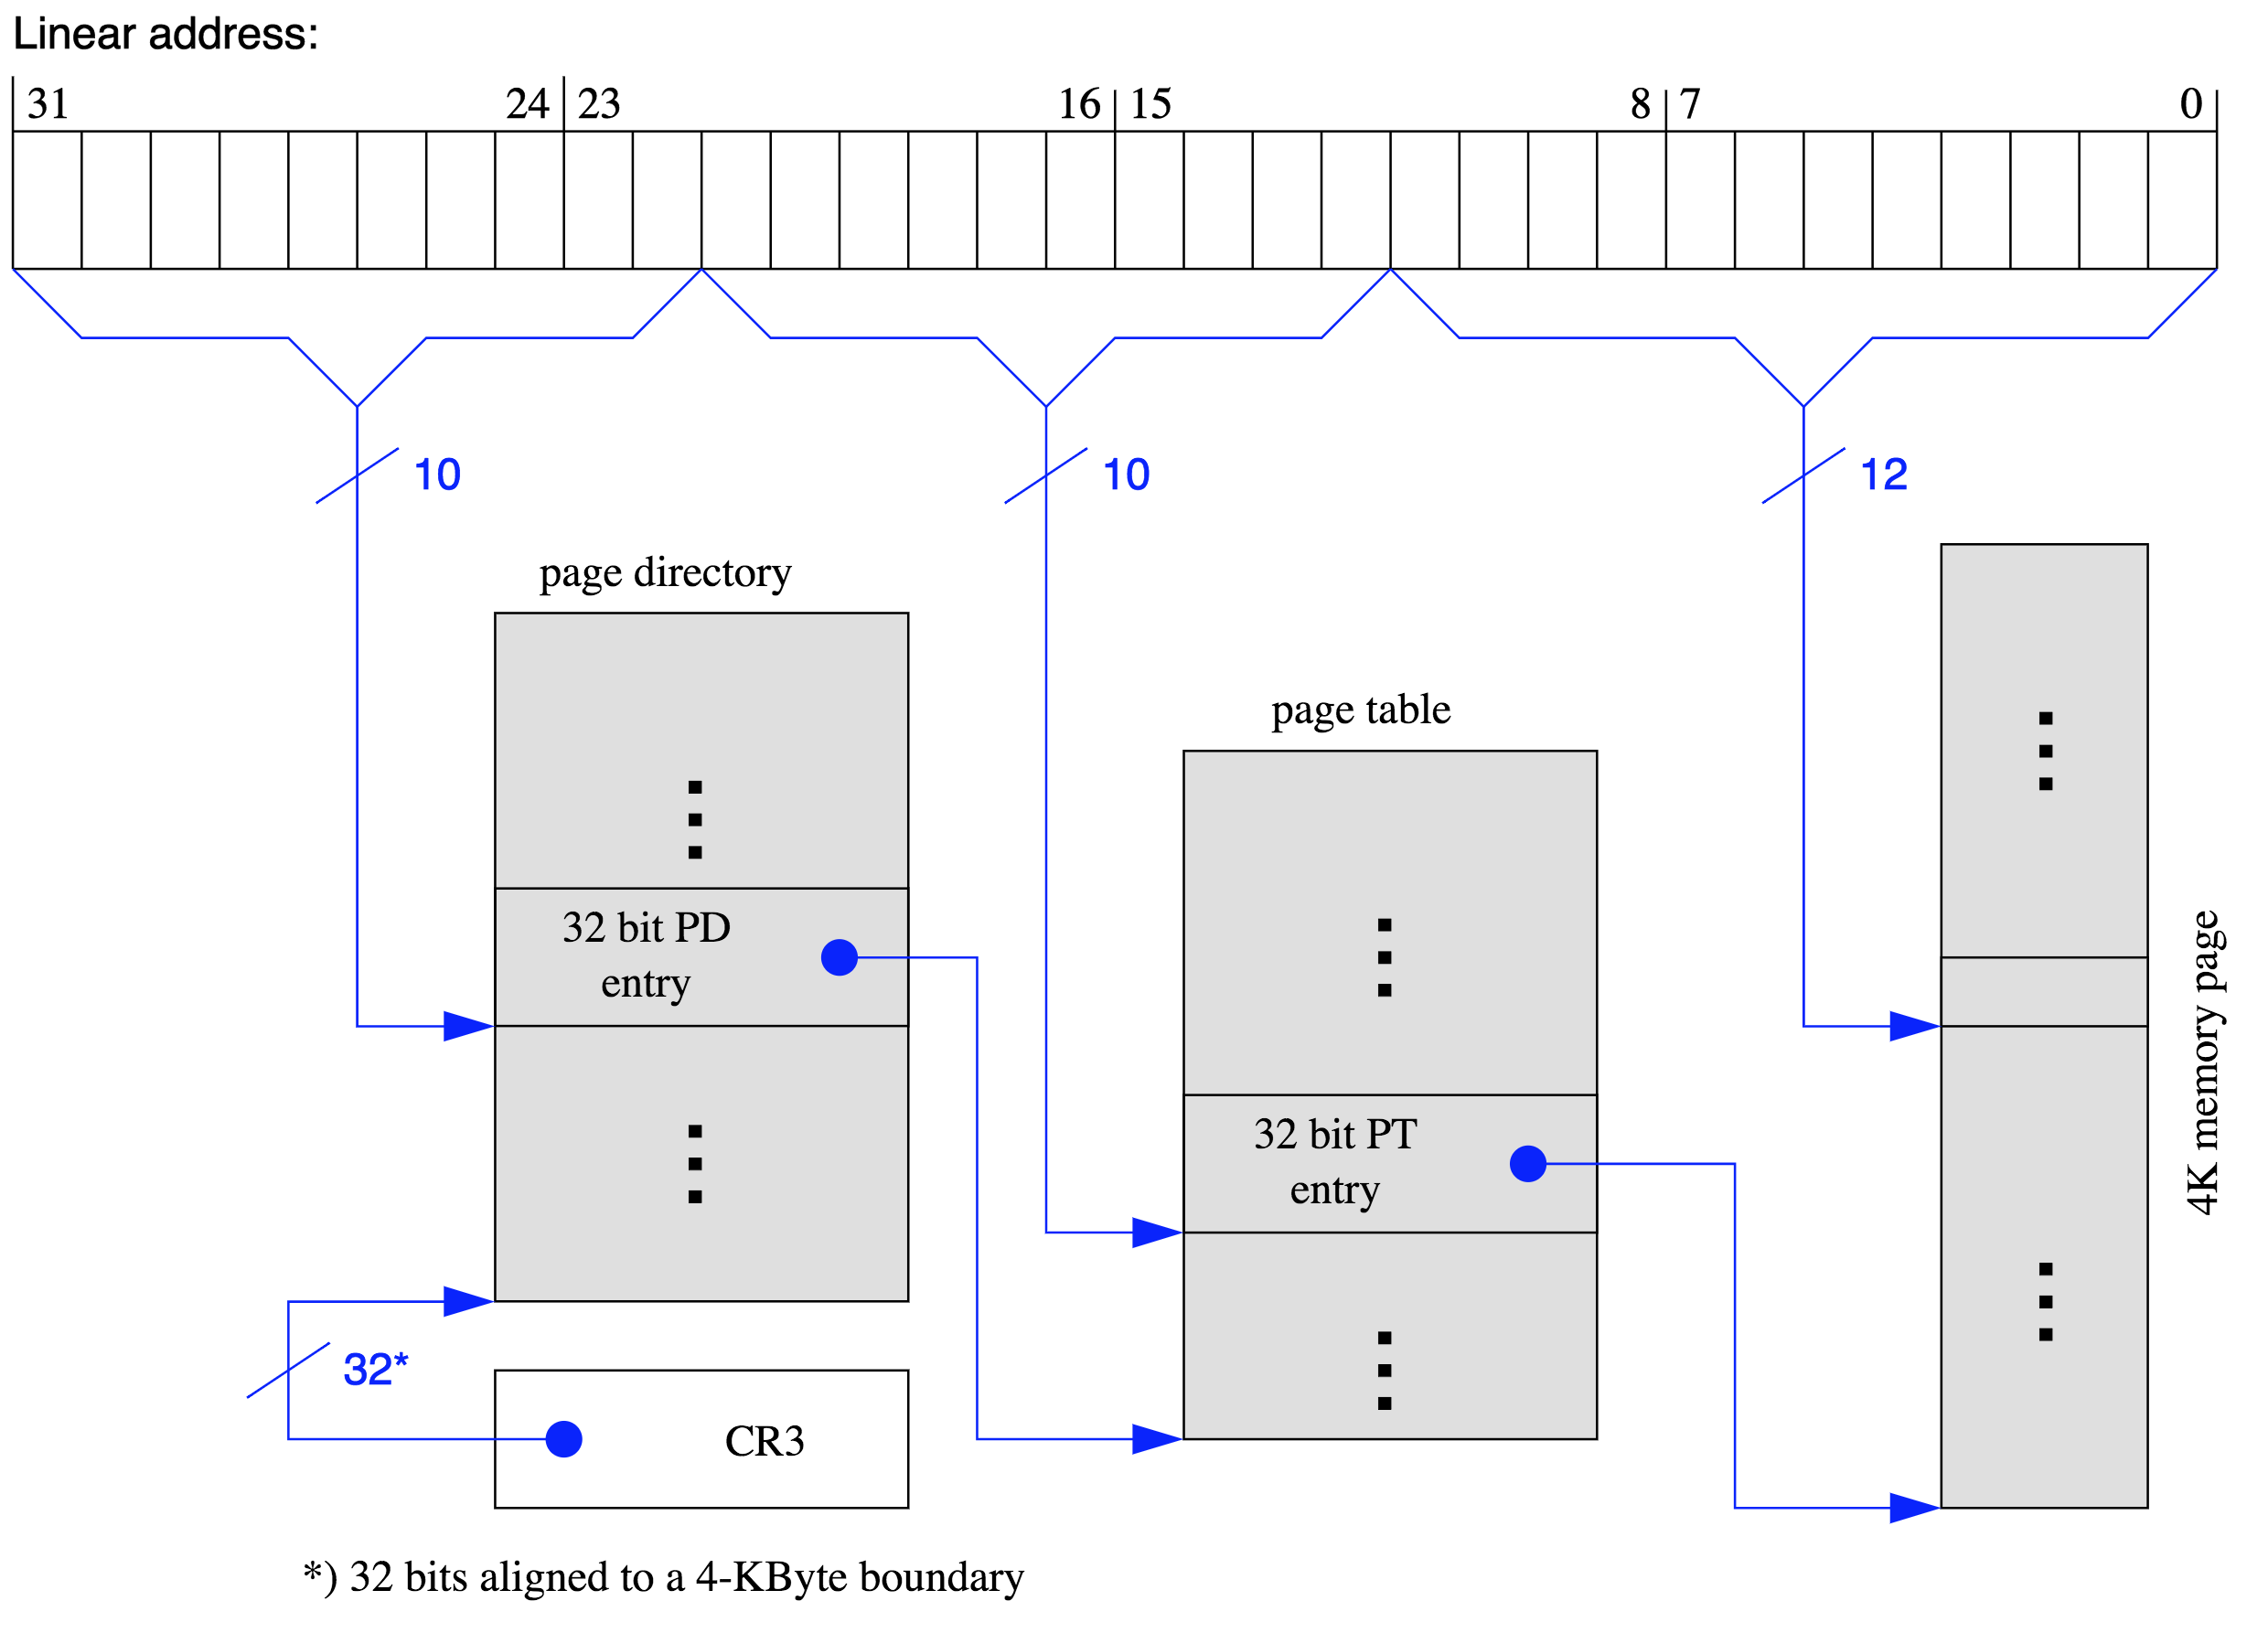 Linear address:
31 24 23 16 15 8 7 0
10 10 12
page directory
page table
32 bit PD
entry
32 bit PT
entry
4K memory page
32*
CR3
*) 32 bits aligned to a 4-KByte boundary